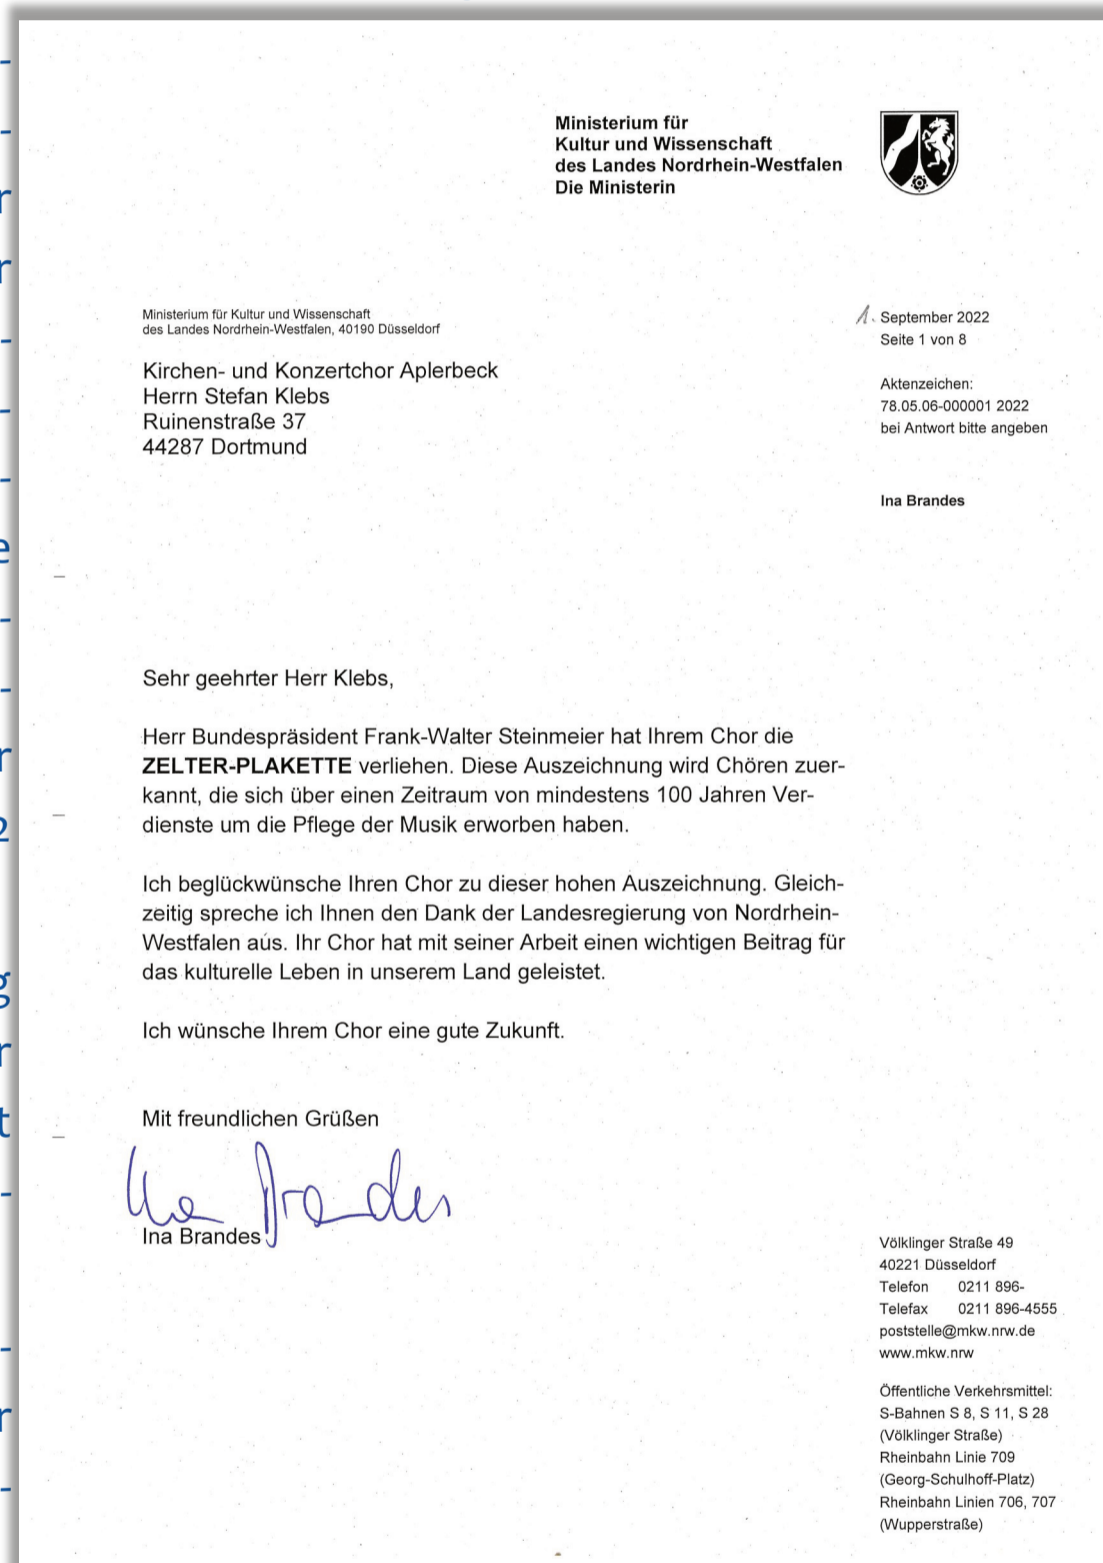 Ministerium für
Kultur und Wissenschaft
des Landes Nordrhein-Westfalen
Die Ministerin
Ministerium für Kultur und Wissenschaft
des Landes Nordrhein-Westfalen, 40190 Düsseldorf
Kirchen- und Konzertchor Aplerbeck
Herrn Stefan Klebs
Ruinenstraße 37
44287 Dortmund
1. September 2022
Seite 1 von 8
Aktenzeichen:
78.05.06-000001 2022
bei Antwort bitte angeben
Ina Brandes
Sehr geehrter Herr Klebs,
Herr Bundespräsident Frank-Walter Steinmeier hat Ihrem Chor die
ZELTER-PLAKETTE verliehen. Diese Auszeichnung wird Chören zuer-
kannt, die sich über einen Zeitraum von mindestens 100 Jahren Ver-
dienste um die Pflege der Musik erworben haben.
Ich beglückwünsche Ihren Chor zu dieser hohen Auszeichnung. Gleich-
zeitig spreche ich Ihnen den Dank der Landesregierung von Nordrhein-
Westfalen aus. Ihr Chor hat mit seiner Arbeit einen wichtigen Beitrag für
das kulturelle Leben in unserem Land geleistet.
Ich wünsche Ihrem Chor eine gute Zukunft.
Mit freundlichen Grüßen
Ina Brandes
Ina Brandes
Völklinger Straße 49
40221 Düsseldorf
Telefon 0211 896-
Telefax 0211 896-4555
poststelle@mkw.nrw.de
www.mkw.nrw
Öffentliche Verkehrsmittel:
S-Bahnen S 8, S 11, S 28
(Völklinger Straße)
Rheinbahn Linie 709
(Georg-Schulhoff-Platz)
Rheinbahn Linien 706, 707
(Wupperstraße)